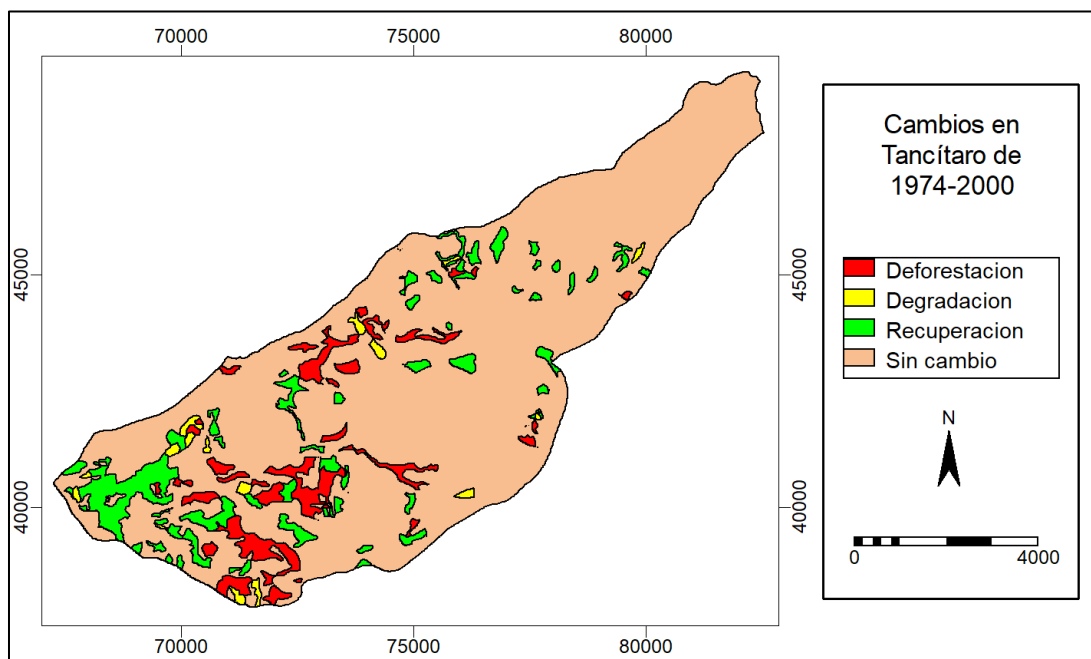 70000 75000 80000
Cambios en
Tancítaro de
1974-2000
45000 45000
Deforestacion
Degradacion
Recuperacion
Sin cambio
N
40000 40000
0 4000
70000 75000 80000